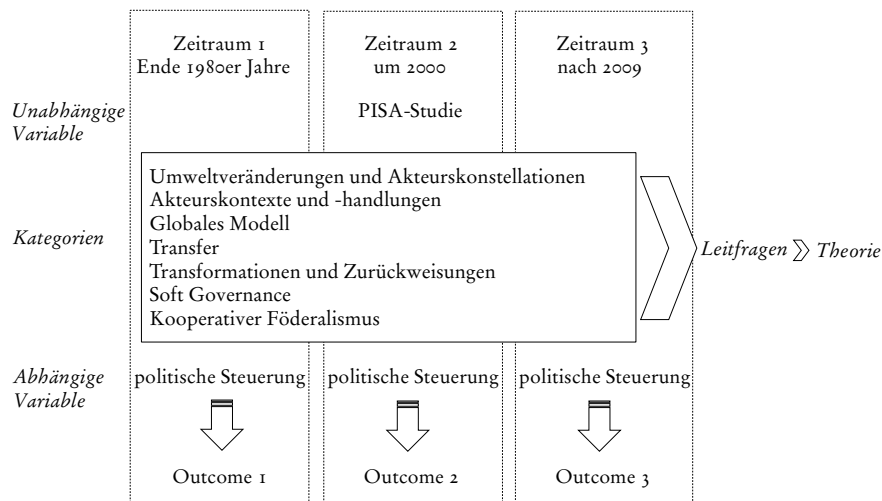 Zeitraum 1
Ende 1980er Jahre
Zeitraum 2
um 2000
Zeitraum 3
nach 2009
Unabhängige
Variable
PISA-Studie
Kategorien
Umweltveränderungen und Akteurskonstellationen
Akteurskontexte und -handlungen
Globales Modell
Transfer
Transformationen und Zurückweisungen
Soft Governance
Kooperativer Föderalismus
Leitfragen
Theorie
Abhängige
Variable
politische Steuerung
politische Steuerung
politische Steuerung
Outcome 1
Outcome 2
Outcome 3